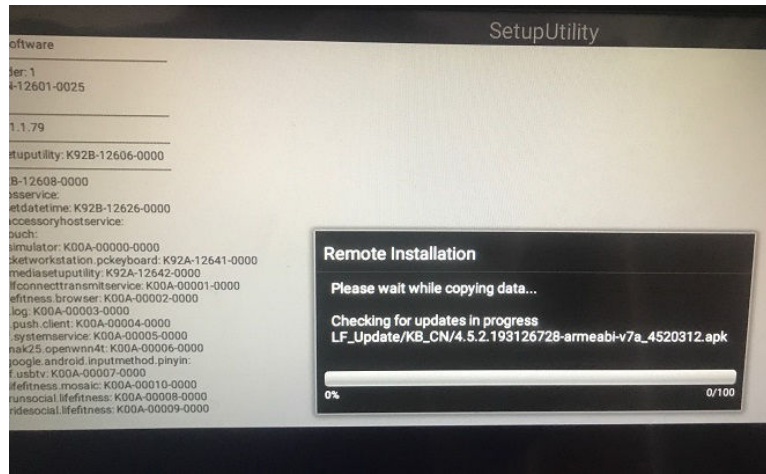 SetupUtility
oftware
der: 1
-12601-0025
1.1.79
etuputility: K92B-12606-0000
B-12608-0000
osservice:
etdatetime: K92B-12626-0000
accessoryhostservice:
ouch:
simulator: K00A-00000-0000
cketworkstation.pckeyboard: K92A-12641-0000
mediasetuputility: K92A-12642-0000
lfconnecttransmitservice: K00A-00001-0000
efitness.browser: K00A-00002-0000
.log: K00A-00003-0000
.push.client: K00A-00004-0000
.systemservice: K00A-00005-0000
nak25.openwnn4t: K00A-00006-0000
google.android.inputmethod.pinyin:
f.usbtv: K00A-00007-0000
lifefitness.mosaic: K00A-00010-0000
runsocial.lifefitness: K00A-00008-0000
ridesocial.lifefitness: K00A-00009-0000
Remote Installation
Please wait while copying data...
Checking for updates in progress
LF_Update/KB_CN/4.5.2.193126728-armeabi-v7a_4520312.apk
0% 0/100